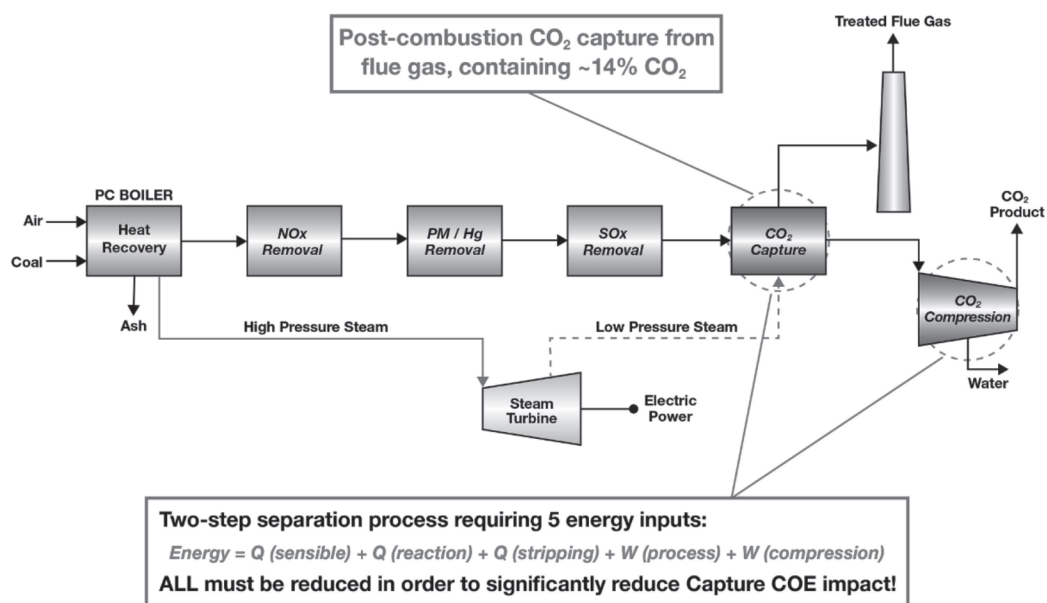 Treated Flue Gas
Post-combustion CO₂ capture from
flue gas, containing ~14% CO₂
PC BOILER
Air
Coal
Heat
Recovery
NOx
Removal
PM / Hg
Removal
SOx
Removal
CO₂
Capture
CO₂
Product
CO₂
Compression
Ash
High Pressure Steam
Low Pressure Steam
Water
Steam
Turbine
Electric
Power
Two-step separation process requiring 5 energy inputs:
Energy = Q (sensible) + Q (reaction) + Q (stripping) + W (process) + W (compression)
ALL must be reduced in order to significantly reduce Capture COE impact!